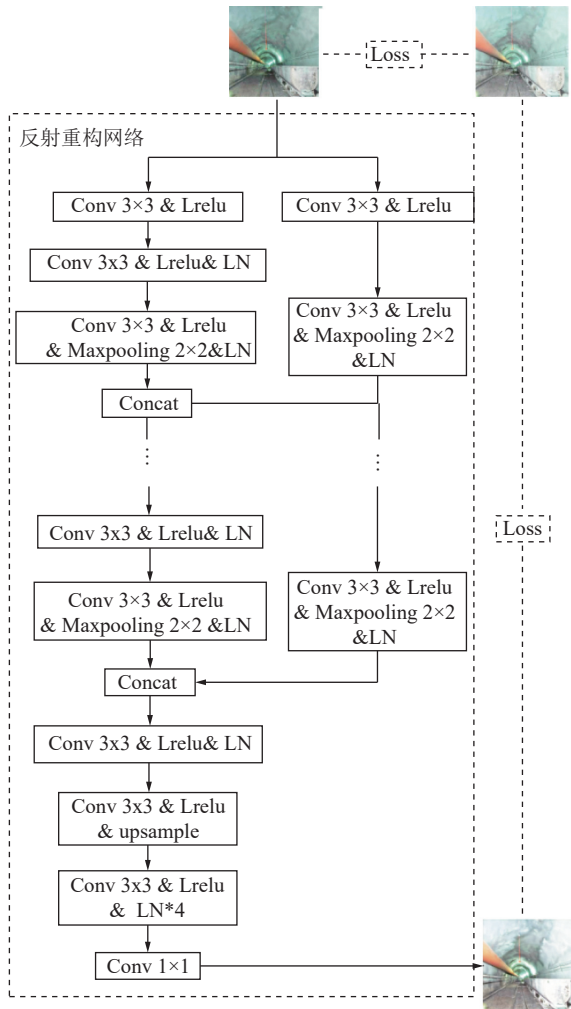 Loss
反射重构网络
Conv 3×3 & Lrelu
Conv 3×3 & Lrelu
Conv 3x3 & Lrelu& LN
Conv 3×3 & Lrelu
& Maxpooling 2×2&LN
Conv 3×3 & Lrelu
& Maxpooling 2×2
&LN
Concat
⋮
⋮
Conv 3x3 & Lrelu& LN
Loss
Conv 3×3 & Lrelu
& Maxpooling 2×2 &LN
Conv 3×3 & Lrelu
& Maxpooling 2×2
&LN
Concat
Conv 3x3 & Lrelu& LN
Conv 3x3 & Lrelu
& upsample
Conv 3x3 & Lrelu
& LN*4
Conv 1×1